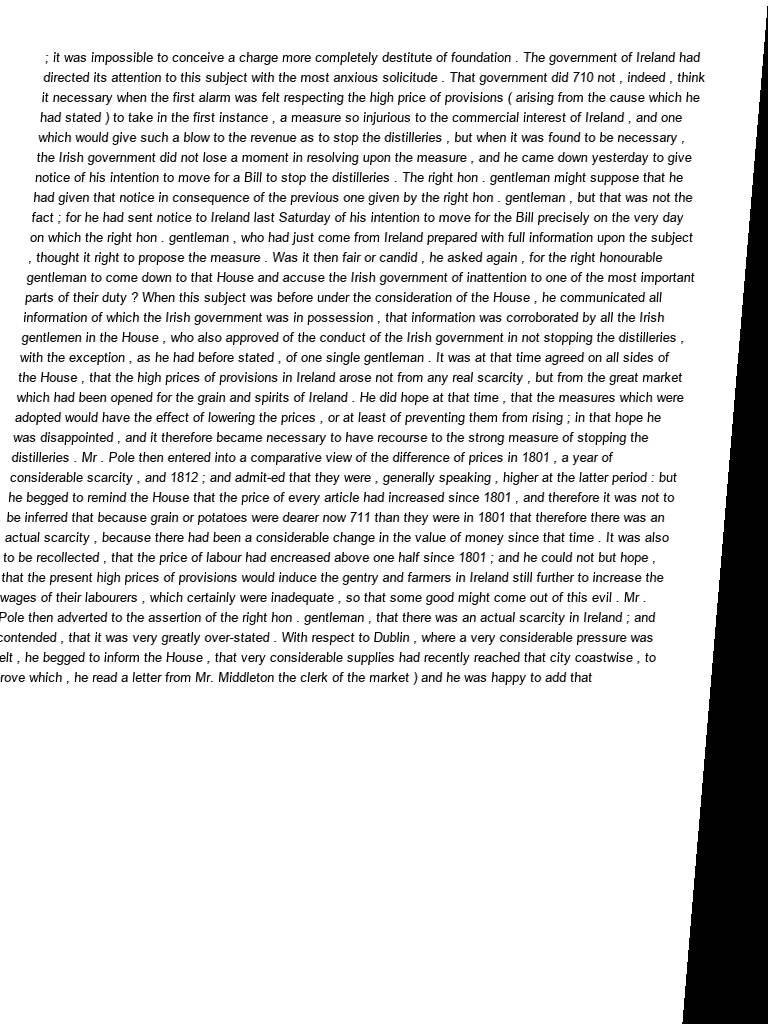 ; it was impossible to conceive a charge more completely destitute of foundation . The government of Ireland had
directed its attention to this subject with the most anxious solicitude . That government did 710 not , indeed , think
it necessary when the first alarm was felt respecting the high price of provisions ( arising from the cause which he
had stated ) to take in the first instance , a measure so injurious to the commercial interest of Ireland , and one
which would give such a blow to the revenue as to stop the distilleries , but when it was found to be necessary ,
the Irish government did not lose a moment in resolving upon the measure , and he came down yesterday to give
notice of his intention to move for a Bill to stop the distilleries . The right hon . gentleman might suppose that he
had given that notice in consequence of the previous one given by the right hon . gentleman , but that was not the
fact ; for he had sent notice to Ireland last Saturday of his intention to move for the Bill precisely on the very day
on which the right hon . gentleman , who had just come from Ireland prepared with full information upon the subject
, thought it right to propose the measure . Was it then fair or candid , he asked again , for the right honourable
gentleman to come down to that House and accuse the Irish government of inattention to one of the most important
parts of their duty ? When this subject was before under the consideration of the House , he communicated all
information of which the Irish government was in possession , that information was corroborated by all the Irish
gentlemen in the House , who also approved of the conduct of the Irish government in not stopping the distilleries ,
with the exception , as he had before stated , of one single gentleman . It was at that time agreed on all sides of
the House , that the high prices of provisions in Ireland arose not from any real scarcity , but from the great market
which had been opened for the grain and spirits of Ireland . He did hope at that time , that the measures which were
adopted would have the effect of lowering the prices , or at least of preventing them from rising ; in that hope he
was disappointed , and it therefore became necessary to have recourse to the strong measure of stopping the
distilleries . Mr . Pole then entered into a comparative view of the difference of prices in 1801 , a year of
considerable scarcity , and 1812 ; and admit-ed that they were , generally speaking , higher at the latter period : but
he begged to remind the House that the price of every article had increased since 1801 , and therefore it was not to
be inferred that because grain or potatoes were dearer now 711 than they were in 1801 that therefore there was an
actual scarcity , because there had been a considerable change in the value of money since that time . It was also
to be recollected , that the price of labour had encreased above one half since 1801 ; and he could not but hope ,
that the present high prices of provisions would induce the gentry and farmers in Ireland still further to increase the
wages of their labourers , which certainly were inadequate , so that some good might come out of this evil . Mr .
Pole then adverted to the assertion of the right hon . gentleman , that there was an actual scarcity in Ireland ; and
contended , that it was very greatly over-stated . With respect to Dublin , where a very considerable pressure was
elt , he begged to inform the House , that very considerable supplies had recently reached that city coastwise , to
rove which , he read a letter from Mr. Middleton the clerk of the market ) and he was happy to add that